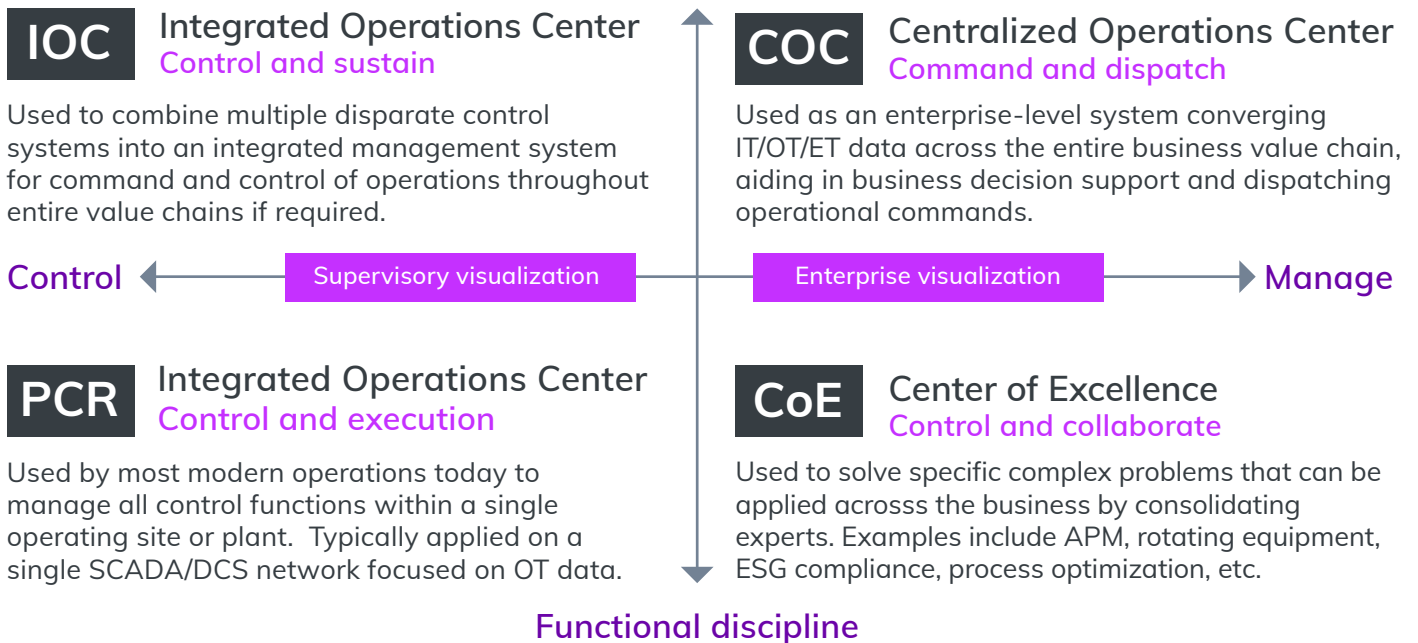 IOC
Integrated Operations Center
Control and sustain
Used to combine multiple disparate control
systems into an integrated management system
for command and control of operations throughout
entire value chains if required.
COC
Centralized Operations Center
Command and dispatch
Used as an enterprise-level system converging
IT/OT/ET data across the entire business value chain,
aiding in business decision support and dispatching
operational commands.
Control
Supervisory visualization
Enterprise visualization
Manage
PCR
Integrated Operations Center
Control and execution
Used by most modern operations today to
manage all control functions within a single
operating site or plant.  Typically applied on a
single SCADA/DCS network focused on OT data.
CoE
Center of Excellence
Control and collaborate
Used to solve specific complex problems that can be
applied acrosss the business by consolidating
experts. Examples include APM, rotating equipment,
ESG compliance, process optimization, etc.
Functional discipline